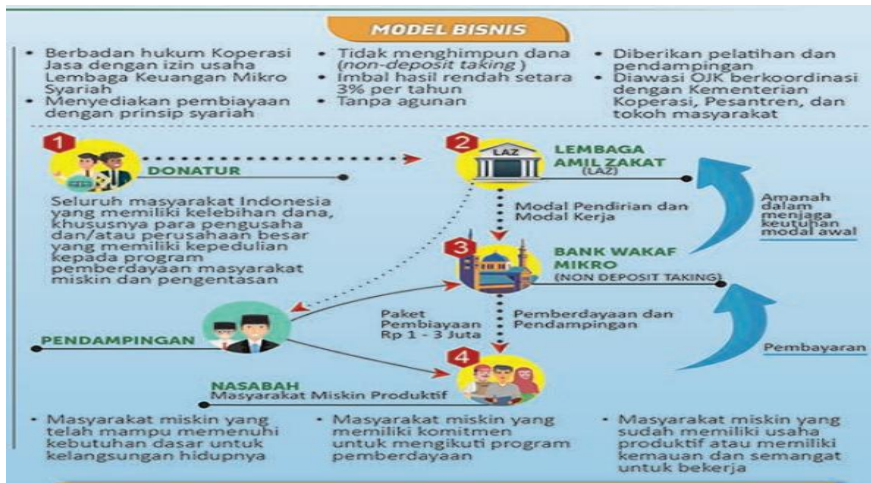 MODEL BISNIS
• Berbadan hukum Koperasi
Jasa dengan izin usaha
Lembaga Keuangan Mikro
Syariah
• Menyediakan pembiayaan
dengan prinsip syariah
• Tidak menghimpun dana
(non-deposit taking )
• Imbal hasil rendah setara
3% per tahun
• Tanpa agunan
• Diberikan pelatihan dan
pendampingan
• Diawasi OJK berkoordinasi
dengan Kementerian
Koperasi, Pesantren, dan
tokoh masyarakat
1
DONATUR
Seluruh masyarakat Indonesia
yang memiliki kelebihan dana,
khususnya para pengusaha
dan/atau perusahaan besar
yang memiliki kepedulian
kepada program
pemberdayaan masyarakat
miskin dan pengentasan
2
LAZ
LEMBAGA
AMIL ZAKAT
(LAZ)
Modal Pendirian dan
Modal Kerja
Amanah
dalam
menjaga
keutuhan
modal awal
3
BANK WAKAF
MIKRO
(NON DEPOSIT TAKING)
PENDAMPINGAN
Paket
Pembiayaan
Rp 1 - 3 Juta
Pemberdayaan dan
Pendampingan
Pembayaran
4
NASABAH
Masyarakat Miskin Produktif
• Masyarakat miskin yang
telah mampu memenuhi
kebutuhan dasar untuk
kelangsungan hidupnya
• Masyarakat miskin yang
memiliki komitmen
untuk mengikuti program
pemberdayaan
• Masyarakat miskin yang
sudah memiliki usaha
produktif atau memiliki
kemauan dan semangat
untuk bekerja